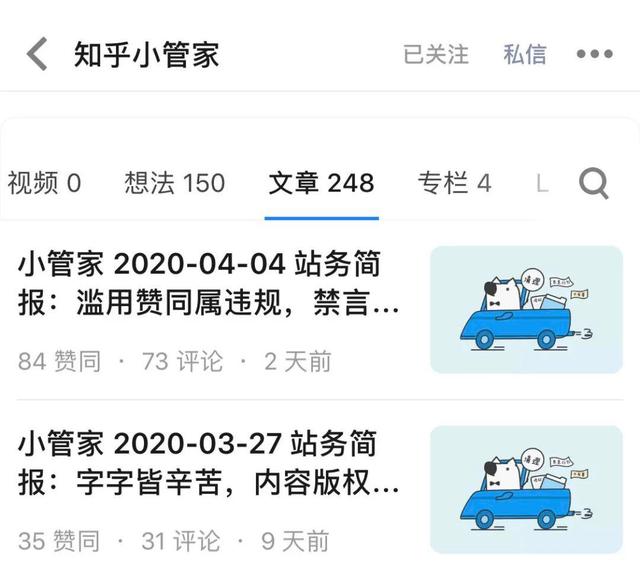 知乎小管家
已关注 私信
视频 0 想法 150 文章 248 专栏 4 L
小管家 2020-04-04 站务简
报：滥用赞同属违规，禁言...
84 赞同 · 73 评论 · 2 天前
清理
小管家 2020-03-27 站务简
报：字字皆辛苦，内容版权...
35 赞同 · 31 评论 · 9 天前
清理